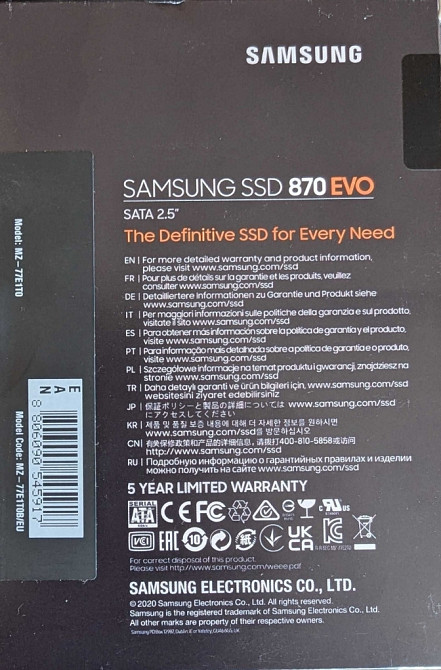 SAMSUNG
SAMSUNG SSD 870 EVO
SATA 2.5"
The Definitive SSD for Every Need
EN | For more detailed warranty and product information,
please visit www.samsung.com/ssd
FR | Pour plus de détails sur la garantie et les produits, veuillez
consulter www.samsung.com/ssd
DE | Detailliertere Informationen zu Garantie und Produkt siehe
www.samsung.com/ssd
IT | Per maggiori informazioni sulle politiche della garanzia e sul prodotto,
visitate il sito www.samsung.com/ssd
ES | Para obtener más información sobre la política de garantía y el producto,
visite www.samsung.com/ssd
PT | Para informação mais detalhada sobre a política de garantia e o produto,
visite www.samsung.com/ssd
PL | Szczegółowe informacje na temat produktu i gwarancji, znajdziesz na
stronie www.samsung.com/ssd
TR | Daha detaylı garanti ve ürün bilgileri için, www.samsung.com/ssd
websitesini ziyaret edebilirsiniz
JP | 保証ポリシーと製品の詳細については www.samsung.com/ssd
にアクセスしてください
KR | 제품 및 품질 보증 내용에 대해 더 자세한 정보를 원하시면
www.samsung.com/ssd를 방문하십시오
CN | 有关保修政策和产品的详细信息, 请拨打400-810-5858或访问
http://www.samsung.com/ssd
RU | Подробную информацию о гарантийных правилах и изделии
можно получить на сайте www.samsung.com/ssd
5 YEAR LIMITED WARRANTY
SERIAL ATA CE FC
VCI EAC 10 紙 UK CA
For correct disposal of this product.
Please visit http://www.samsung.com/weee.pdf
SAMSUNG ELECTRONICS CO., LTD.
© 2020 Samsung Electronics Co., Ltd. All rights reserved.
Samsung is the registered trademark of Samsung Electronics Co., Ltd.
All other marks are property of their respective owners.
Model: MZ-77E1T0
EAN
8 806090 545917
Model Code: MZ-77E1T0B/EU